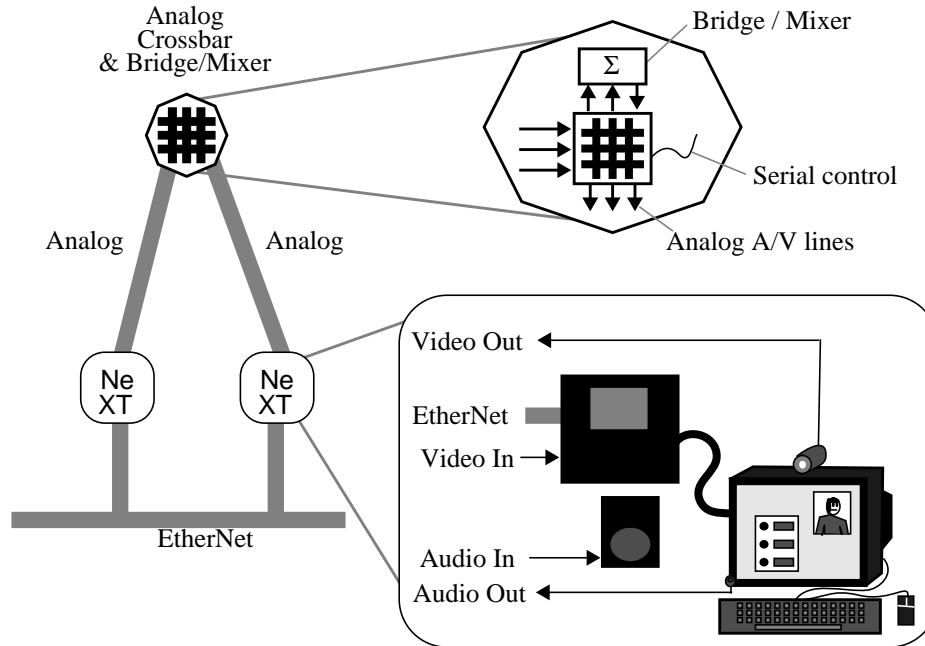 Analog
Crossbar
& Bridge/Mixer
Bridge / Mixer
Σ
Serial control
Analog A/V lines
Analog
Analog
Ne
XT
Ne
XT
EtherNet
Video Out
EtherNet
Video In
Audio In
Audio Out